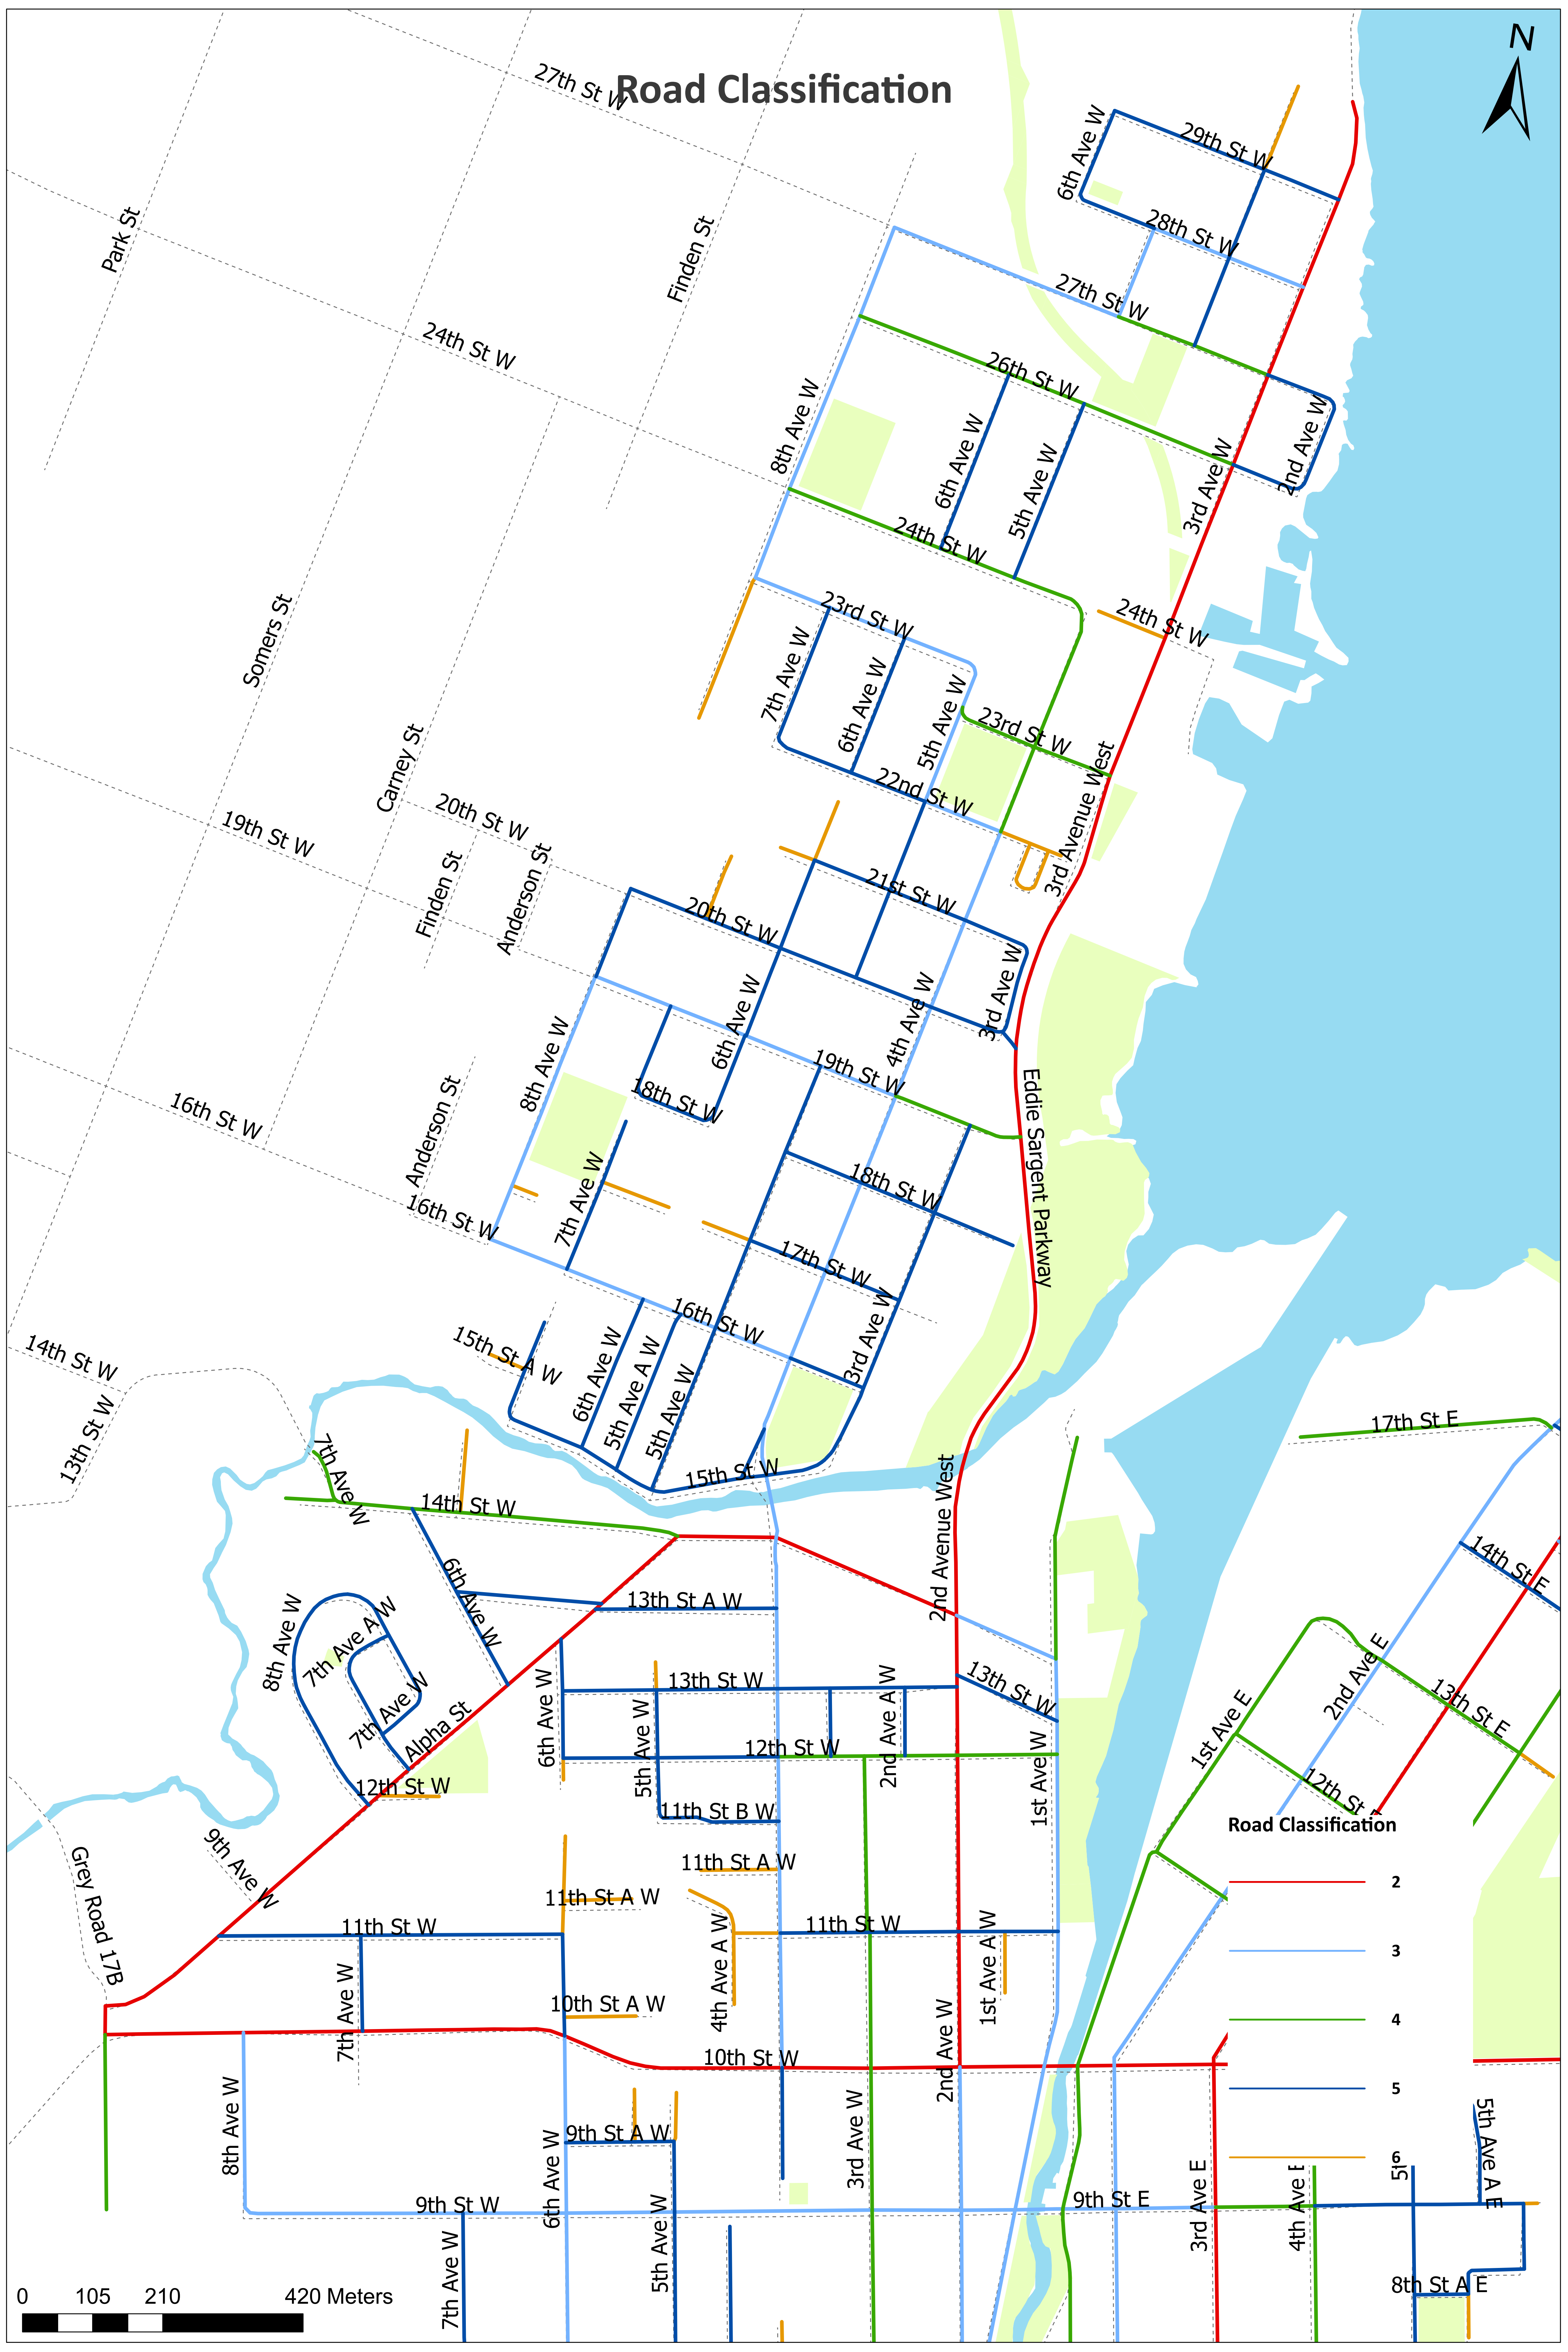 N
27th St W
Road Classification
29th St W
6th Ave W
28th St W
Park St
Finden St
27th St W
24th St W
26th St W
8th Ave W
2nd Ave W
6th Ave W
5th Ave W
3rd Ave W
24th St W
24th St W
23rd St W
Somers St
7th Ave W
6th Ave W
5th Ave W
23rd St W
Carney St
22nd St W
3rd Avenue West
20th St W
19th St W
Finden St
Anderson St
21st St W
20th St W
3rd Ave W
6th Ave W
4th Ave W
8th Ave W
19th St W
18th St W
Eddie Sargent Parkway
16th St W
Anderson St
18th St W
16th St W
7th Ave W
17th St W
16th St W
3rd Ave W
14th St W
15th St A W
6th Ave W
5th Ave A W
5th Ave W
13th St W
17th St E
7th Ave W
15th St W
14th St W
2nd Avenue West
14th St E
6th Ave W
13th St A W
8th Ave W
7th Ave A W
2nd Ave E
13th St W
13th St W
13th St E
7th Ave W
6th Ave W
5th Ave W
2nd Ave A W
1st Ave E
Alpha St
12th St W
12th St W
12th St
1st Ave W
11th St B W
Road Classification
9th Ave W
11th St A W
2
11th St A W
Grey Road 17B
11th St W
4th Ave A W
11th St W
1st Ave A W
3
7th Ave W
10th St A W
4
10th St W
2nd Ave W
5
8th Ave W
9th St A W
3rd Ave W
5th Ave A E
6
6th Ave W
9th St W
9th St E
3rd Ave E
4th Ave E
7th Ave W
5th Ave W
8th St A E
0 105 210 420 Meters